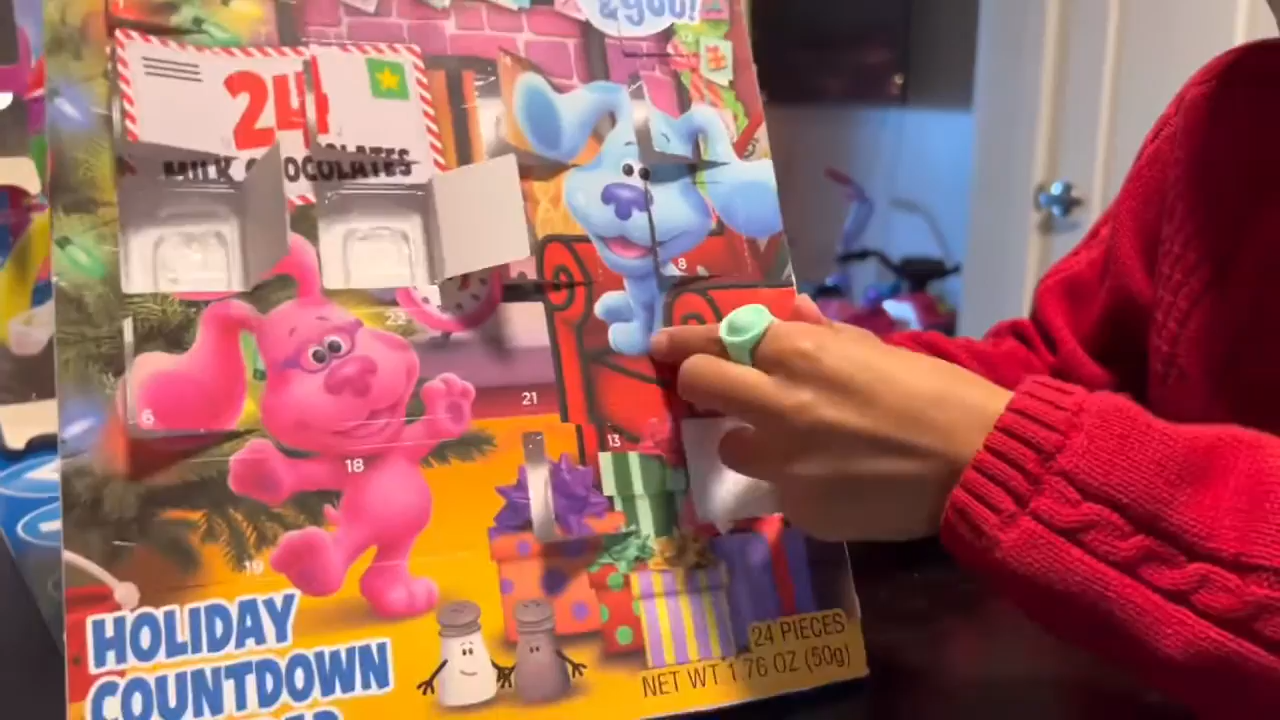 & you!
24
MILK CHOCOLATES
8
22
21
6
13
18
19
HOLIDAY
COUNTDOWN
24 PIECES
NET WT 1.76 OZ (50g)